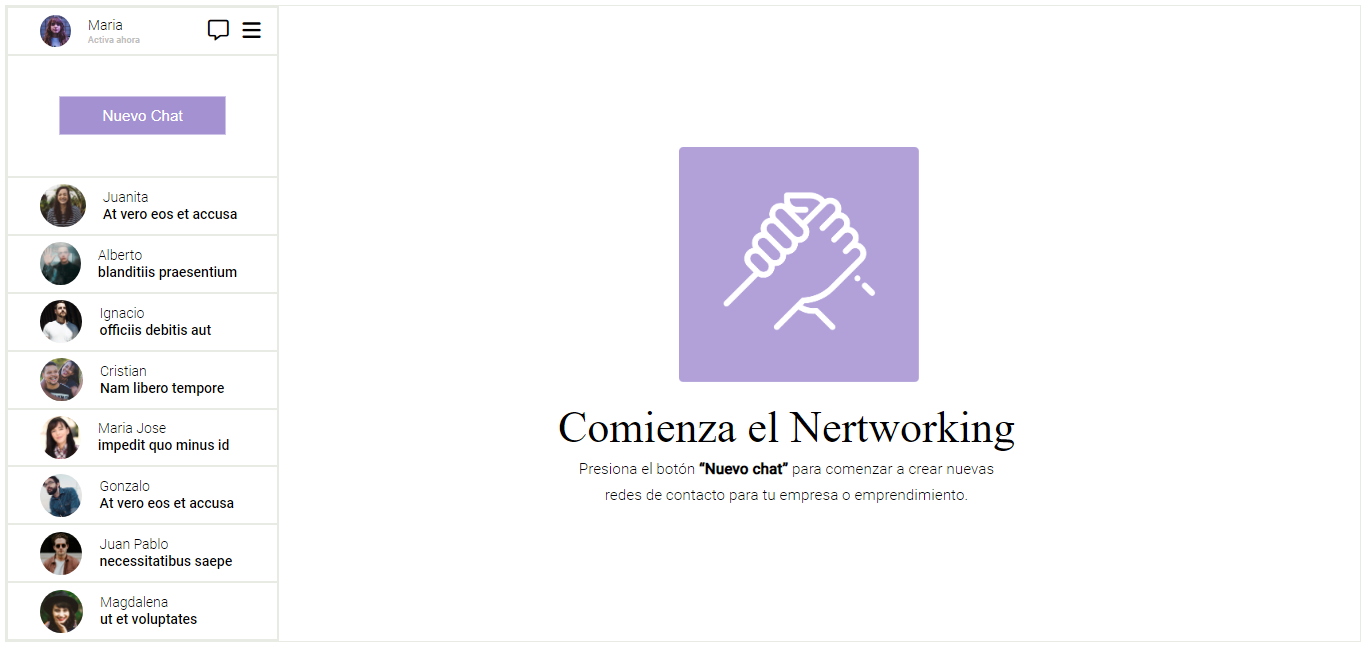 Maria
Activa ahora
Nuevo Chat
Juanita
At vero eos et accusa
Alberto
blanditiis praesentium
Ignacio
officiis debitis aut
Cristian
Nam libero tempore
Maria Jose
impedit quo minus id
Gonzalo
At vero eos et accusa
Juan Pablo
necessitatibus saepe
Magdalena
ut et voluptates
Comienza el Nertworking
Presiona el botón “Nuevo chat” para comenzar a crear nuevas
redes de contacto para tu empresa o emprendimiento.